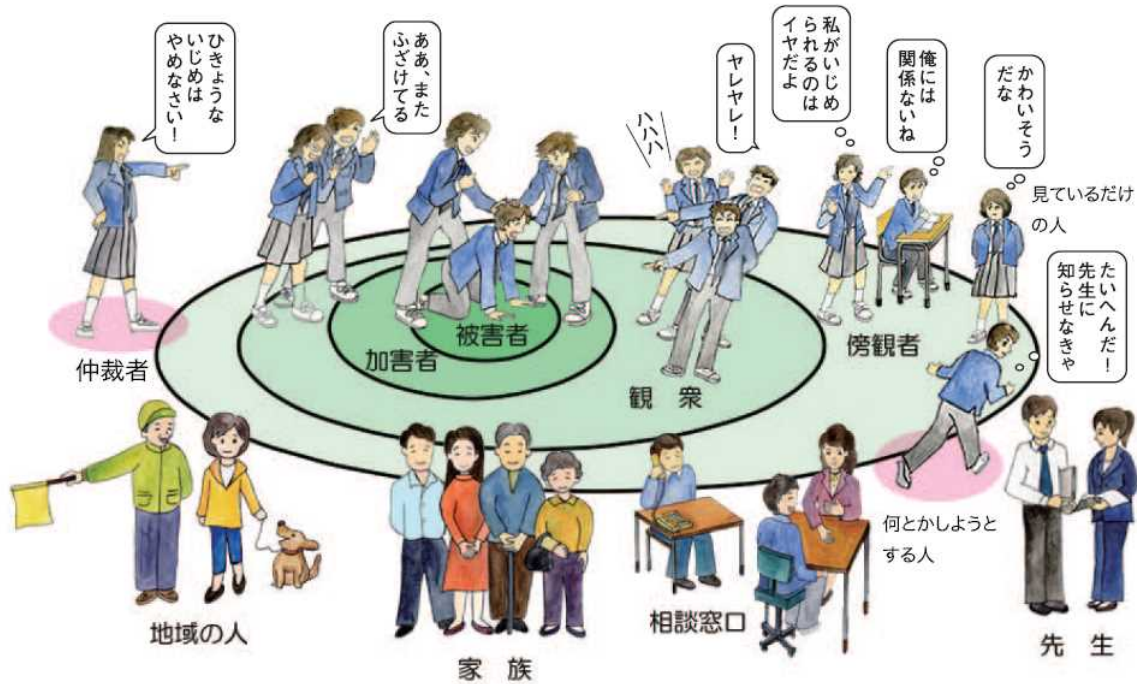 ひきょうな
いじめは
やめなさい！
ああ、また
ふざけてる
ハハハ
ヤレヤレ！
私がいじめ
られるのは
イヤだよ
俺には
関係ないね
かわいそう
だな
見ているだけ
の人
たいへんだ！
先生に
知らせなきゃ
被害者
加害者
観衆
傍観者
仲裁者
何とかしようと
する人
地域の人
家族
相談窓口
先生